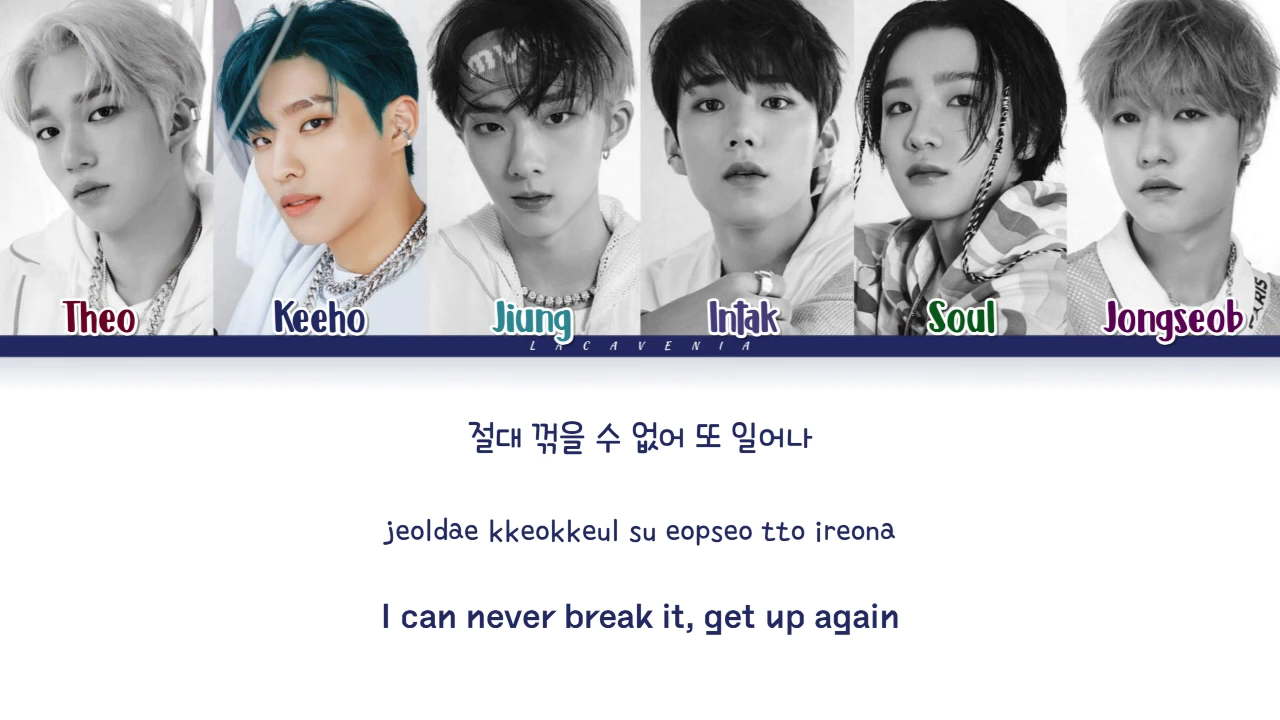 Theo Keeho Jiung Intak Soul Jongseob
LACAVENIA
절대 꺾을 수 없어 또 일어나
jeoldae kkeokkeul su eopseo tto ireona
I can never break it, get up again